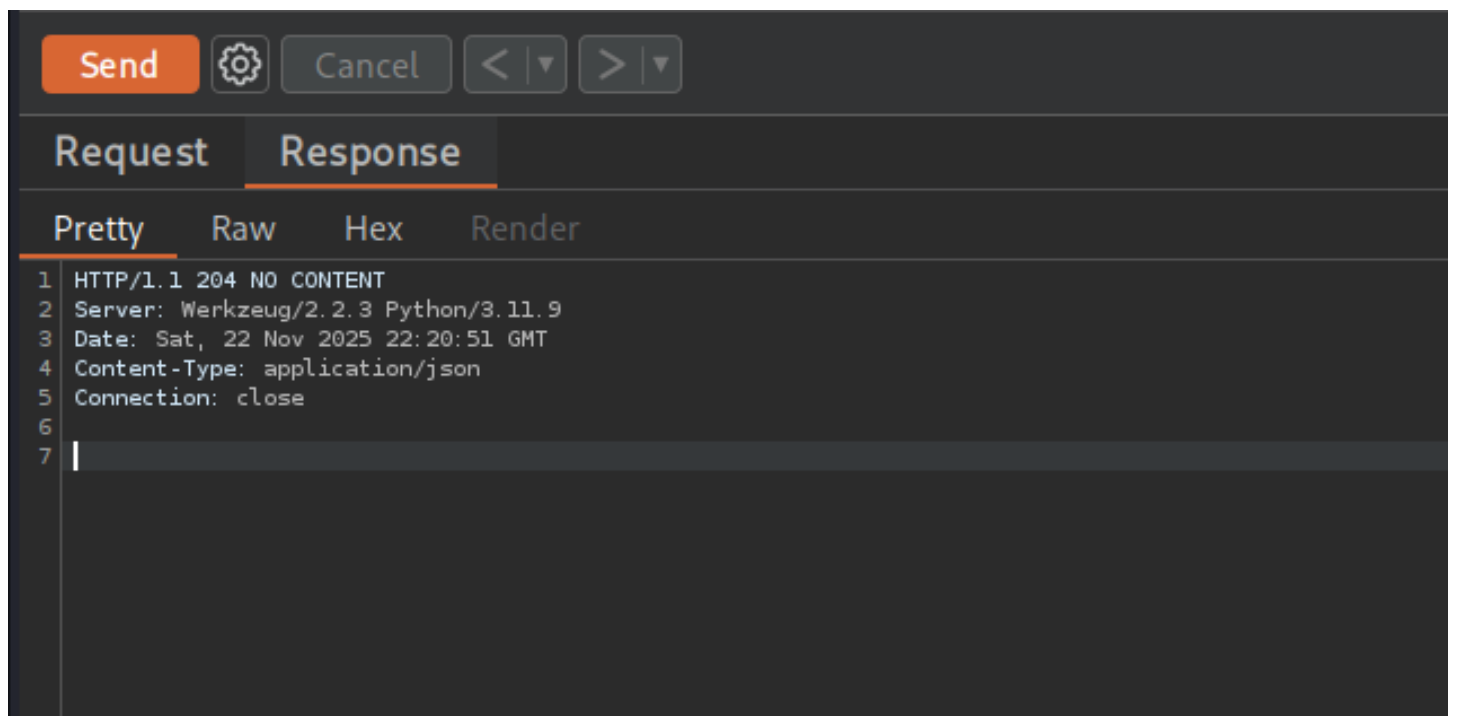 Send Cancel < ▼ > ▼
Request Response
Pretty Raw Hex Render
1 HTTP/1.1 204 NO CONTENT
2 Server: Werkzeug/2.2.3 Python/3.11.9
3 Date: Sat, 22 Nov 2025 22:20:51 GMT
4 Content-Type: application/json
5 Connection: close
6
7